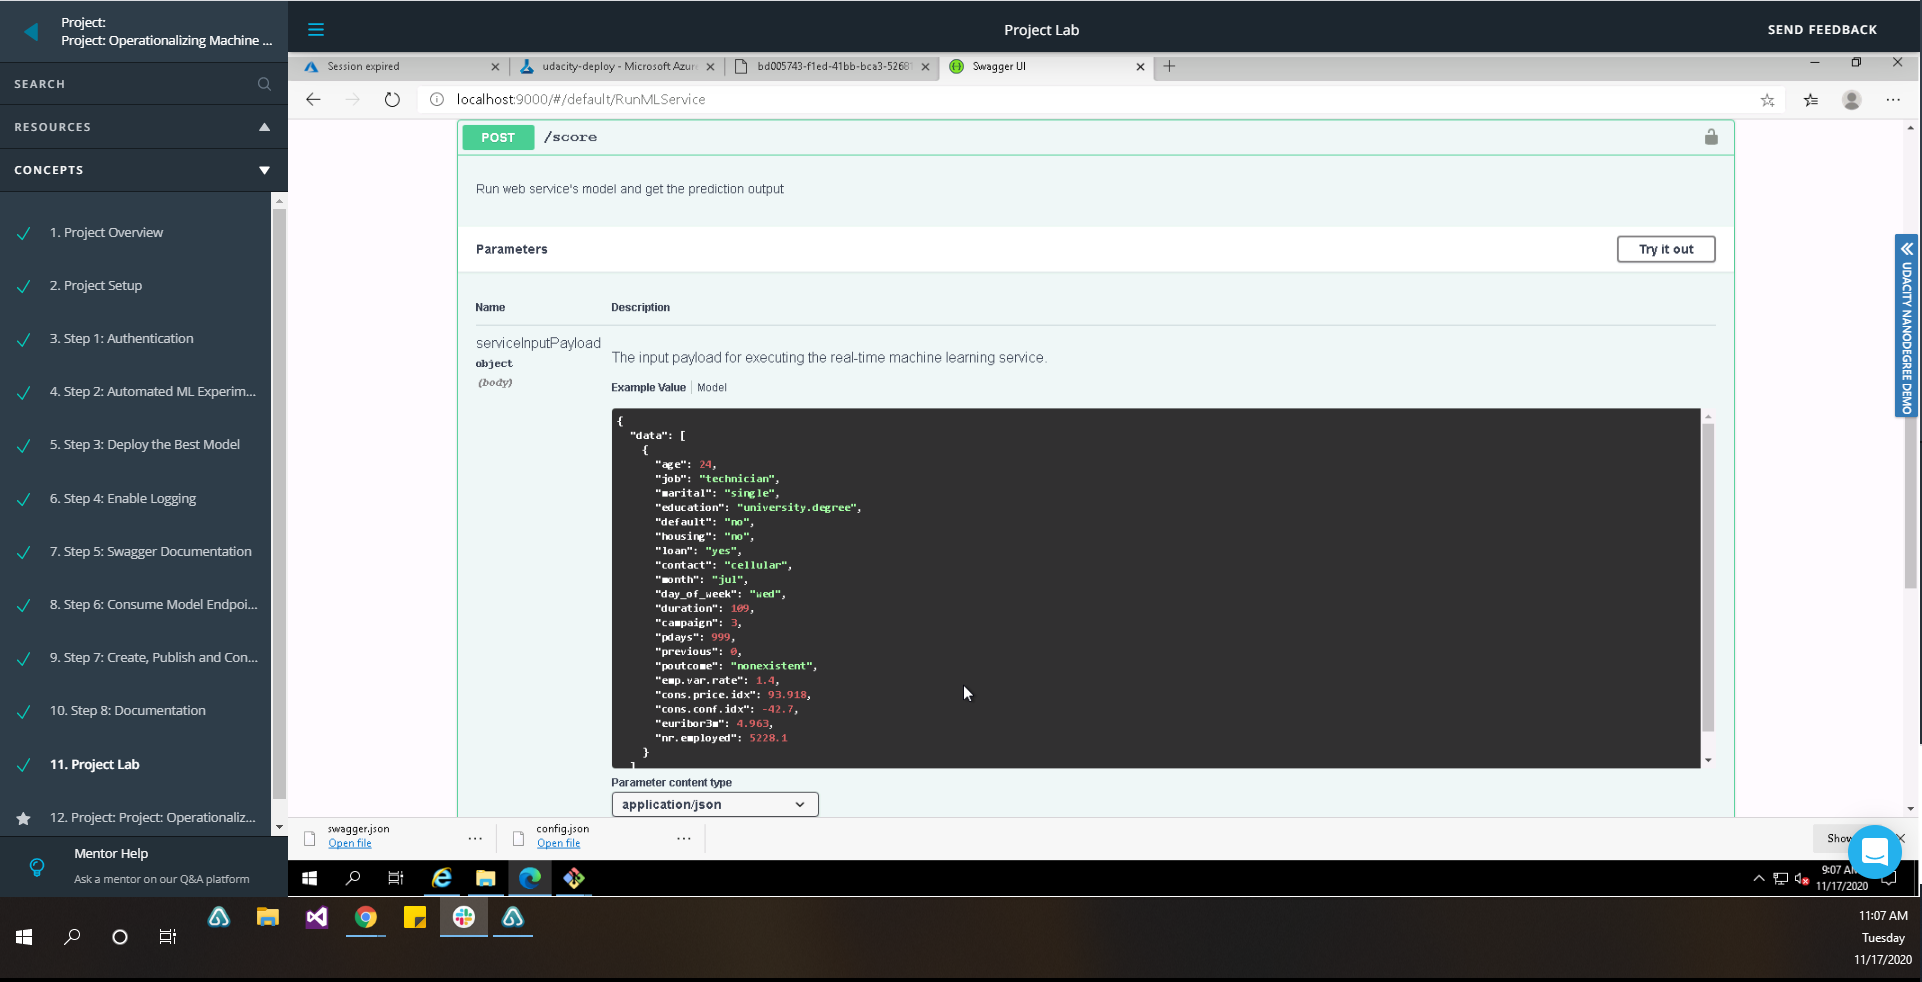 Project:
Project: Operationalizing Machine ...
SEARCH
RESOURCES
CONCEPTS
1. Project Overview
2. Project Setup
3. Step 1: Authentication
4. Step 2: Automated ML Experim...
5. Step 3: Deploy the Best Model
6. Step 4: Enable Logging
7. Step 5: Swagger Documentation
8. Step 6: Consume Model Endpoi...
9. Step 7: Create, Publish and Con...
10. Step 8: Documentation
11. Project Lab
12. Project: Project: Operationaliz...
Mentor Help
Ask a mentor on our Q&A platform
Project Lab
SEND FEEDBACK
Session expired
udacity-deploy - Microsoft Azur
bd005743-f1ed-41bb-bca3-52681
Swagger UI
localhost:9000/#/default/RunMLService
POST /score
Run web service's model and get the prediction output
Parameters
Try it out
Name Description
serviceInputPayload
object
(body)
The input payload for executing the real-time machine learning service.
Example Value Model
{
"data": [
{
"age": 24,
"job": "technician",
"marital": "single",
"education": "university.degree",
"default": "no",
"housing": "no",
"loan": "yes",
"contact": "cellular",
"month": "jul",
"day_of_week": "wed",
"duration": 109,
"campaign": 3,
"pdays": 999,
"previous": 0,
"poutcome": "nonexistent",
"emp.var.rate": 1.4,
"cons.price.idx": 93.918,
"cons.conf.idx": -42.7,
"euribor3m": 4.963,
"nr.employed": 5228.1
}
]
Parameter content type
application/json
UDACITY NANODEGREE DEMO
swagger.json
Open file
config.json
Open file
Show
9:07 AM
11/17/2020
11:07 AM
Tuesday
11/17/2020